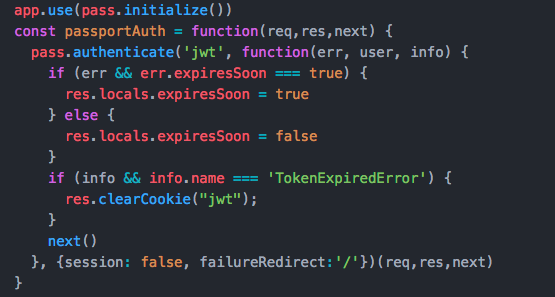 app.use(pass.initialize())
const passportAuth = function(req,res,next) {
  pass.authenticate('jwt', function(err, user, info) {
    if (err && err.expiresSoon === true) {
      res.locals.expiresSoon = true
    } else {
      res.locals.expiresSoon = false
    }
    if (info && info.name === 'TokenExpiredError') {
      res.clearCookie("jwt");
    }
    next()
  }, {session: false, failureRedirect:'/'})(req,res,next)
}